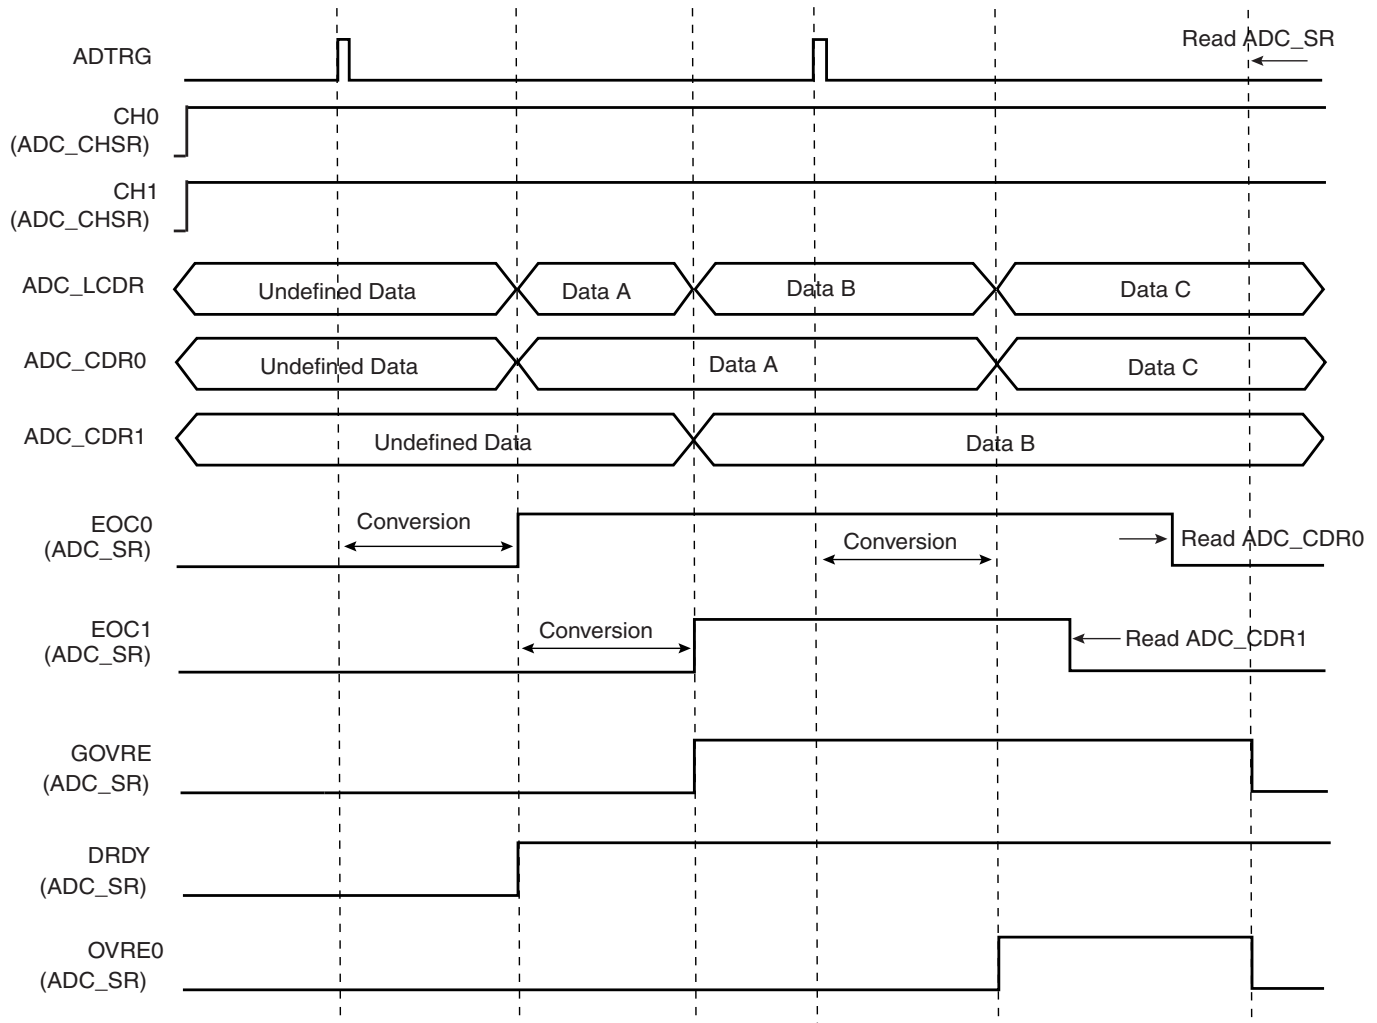 ADTRG
Read ADC_SR
CH0
(ADC_CHSR)
CH1
(ADC_CHSR)
ADC_LCDR
Undefined Data
Data A
Data B
Data C
ADC_CDR0
Undefined Data
Data A
Data C
ADC_CDR1
Undefined Data
Data B
EOC0
(ADC_SR)
Conversion
Conversion
Read ADC_CDR0
EOC1
(ADC_SR)
Conversion
Read ADC_CDR1
GOVRE
(ADC_SR)
DRDY
(ADC_SR)
OVRE0
(ADC_SR)